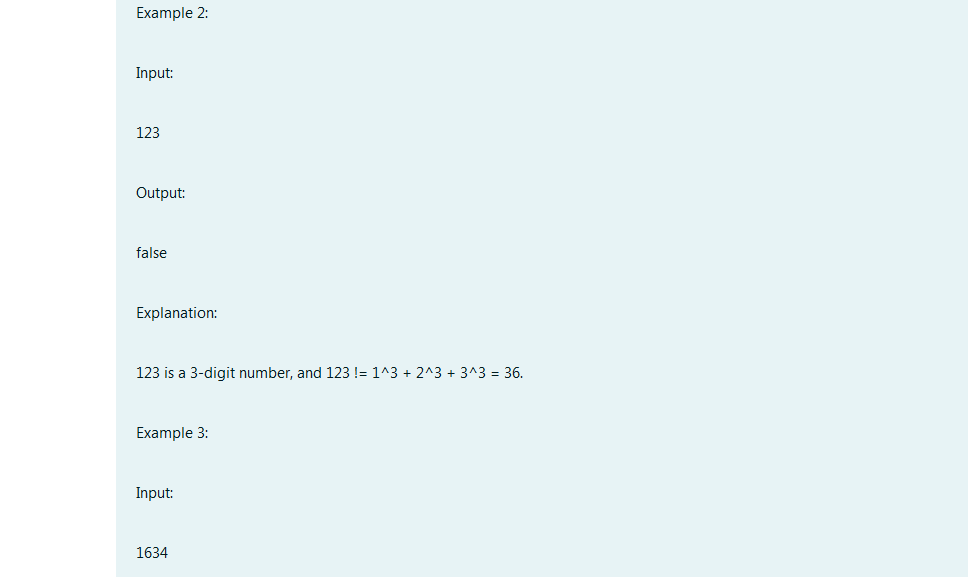 Example 2:
Input:
123
Output:
false
Explanation:
123 is a 3-digit number, and 123 != 1^3 + 2^3 + 3^3 = 36.
Example 3:
Input:
1634